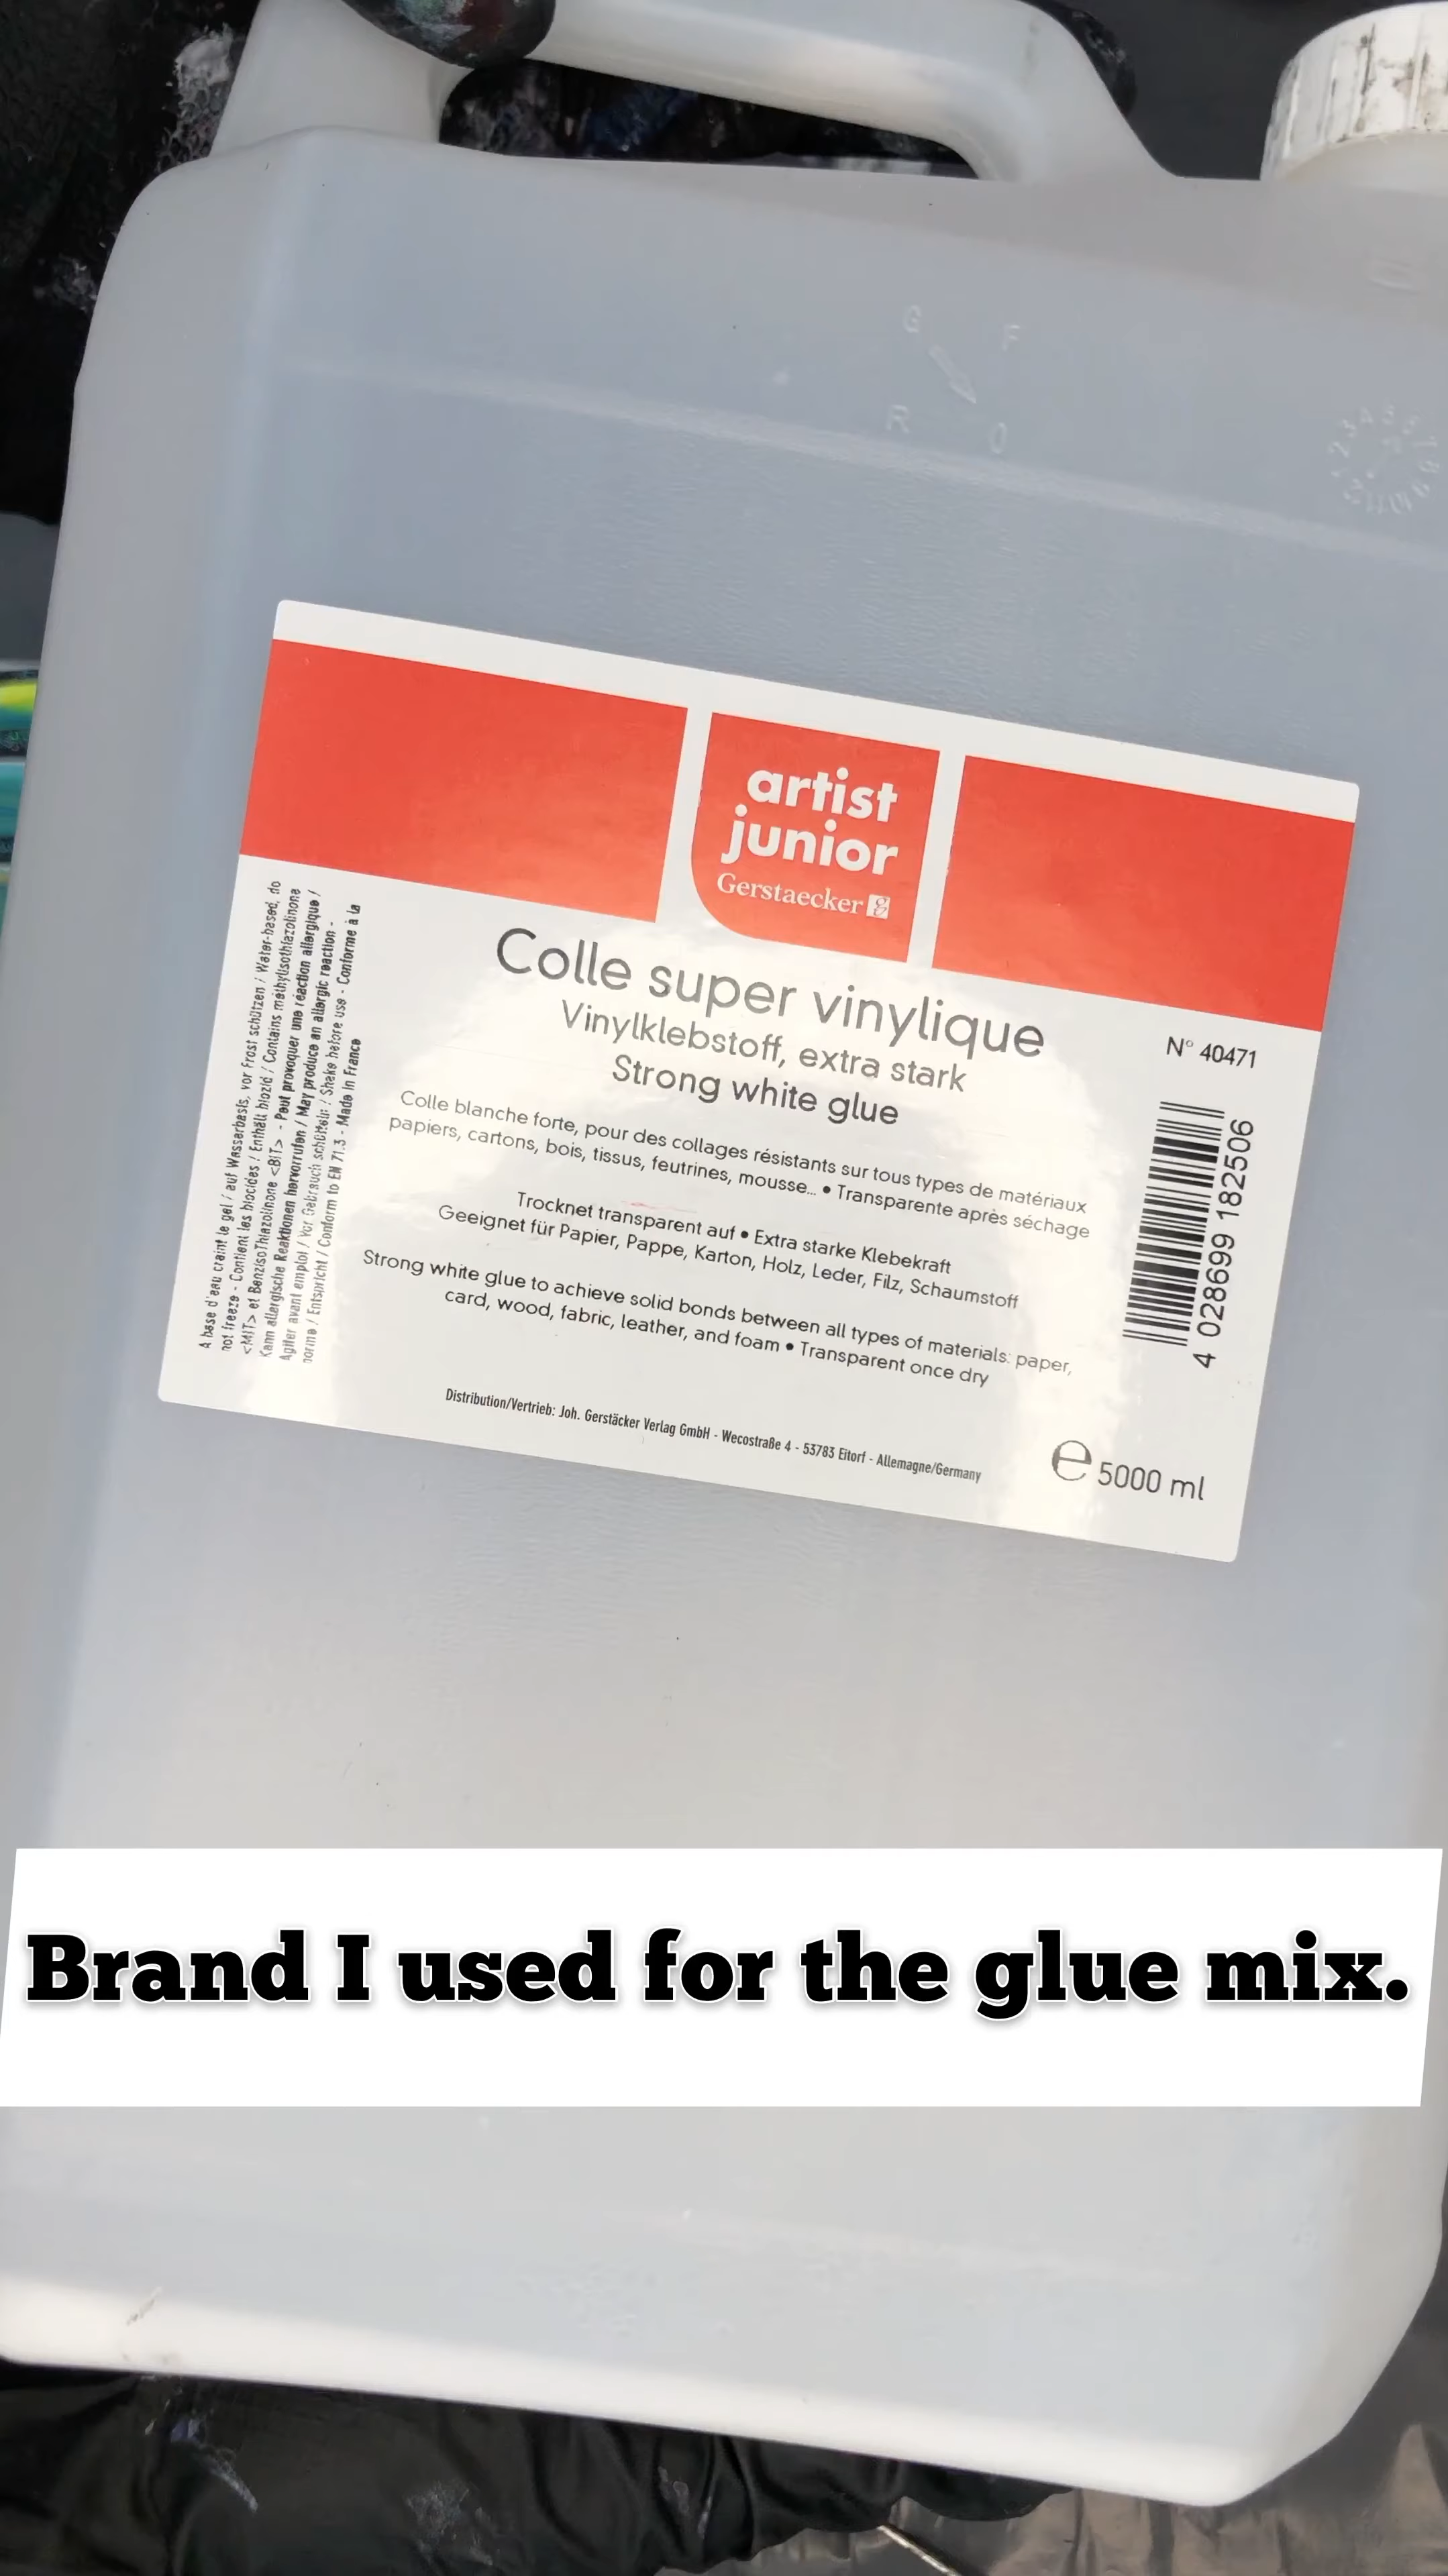 G F
R O
artist
junior
Gerstaecker
Colle super vinylique
Vinylklebstoff, extra stark
Strong white glue
N° 40471
Colle blanche forte, pour des collages résistants sur tous types de matériaux
papiers, cartons, bois, tissus, feutrines, mousse... • Transparente après séchage
Trocknet transparent auf • Extra starke Klebekraft
Geeignet für Papier, Pappe, Karton, Holz, Leder, Filz, Schaumstoff
Strong white glue to achieve solid bonds between all types of materials: paper,
card, wood, fabric, leather, and foam • Transparent once dry
Distribution/Vertrieb: Joh. Gerstäcker Verlag GmbH - Wecostraße 4 - 53783 Eitorf - Allemagne/Germany
4 028699 182506
e 5000 ml
A base d'eau craint le gel / auf Wasserbasis, vor Frost schützen / Water-based, do
not freeze - Contient les biocides / Enthält biozid / Contains méthylisothiazolinone
<MIT> et BenzisoThiazolinone <BIT> - Peut provoquer une réaction allergique /
Kann allergische Reaktionen hervorrufen / May produce an allergic reaction -
Agiter avant emploi / Vor Gebrauch schütteln / Shake before use - Conforme à la
norme / Entspricht / Conform to EN 71.3 - Made in France
Brand I used for the glue mix.